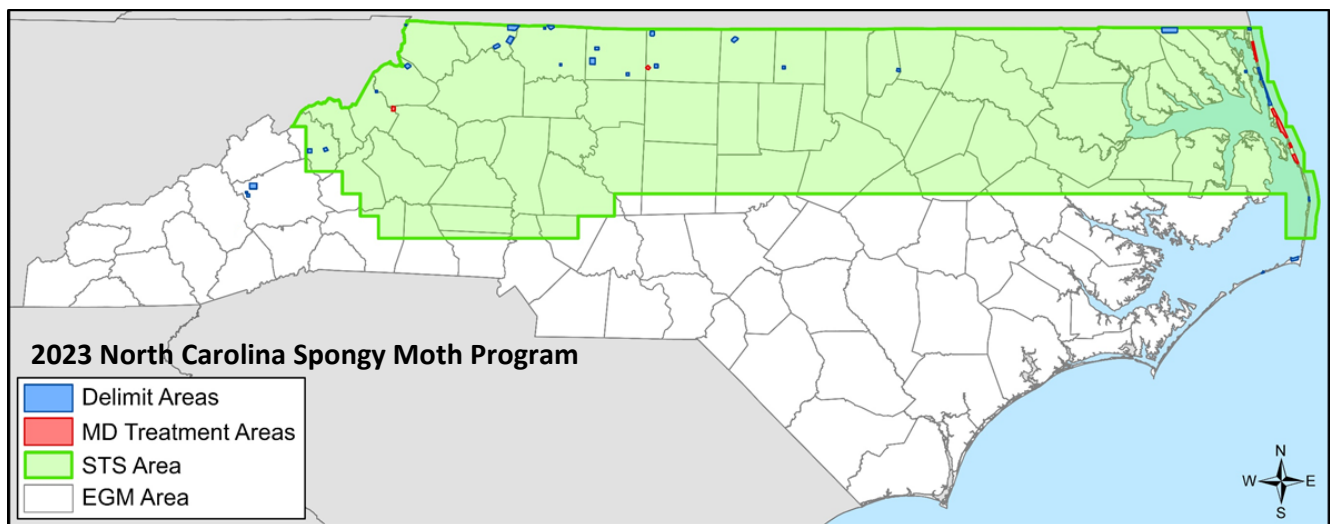 2023 North Carolina Spongy Moth Program
Delimit Areas
MD Treatment Areas
STS Area
EGM Area
N
W E
S